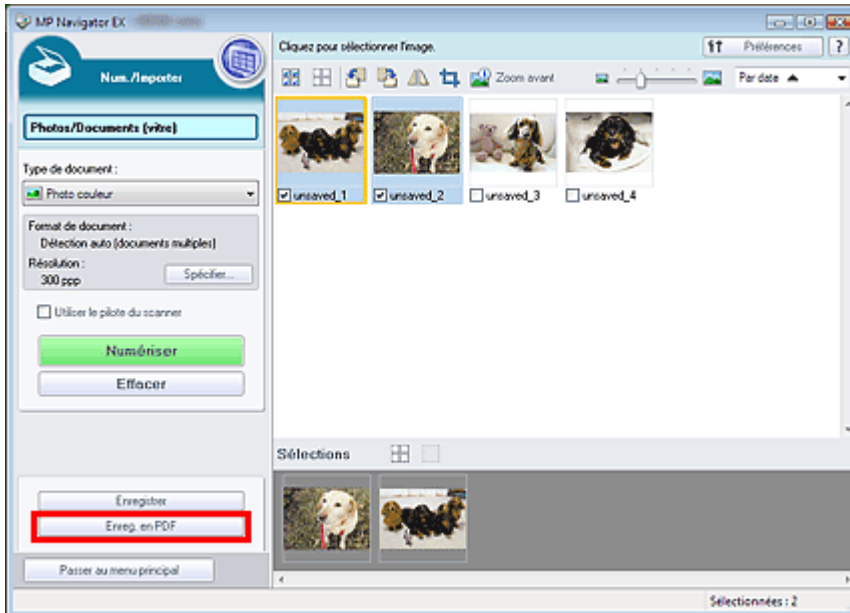 MP Navigator EX
Cliquez pour sélectionner l'image.
Préférences
?
Num./Importer
Zoom avant
Par date
Photos/Documents (vitre)
Type de document :
Photo couleur
Format de document :
Détection auto (documents multiples)
Résolution :
300 ppp
Spécifier...
Utiliser le pilote du scanner
Numériser
Effacer
unsaved_1
unsaved_2
unsaved_3
unsaved_4
Sélections
Enregistrer
Enreg. en PDF
Passer au menu principal
Sélectionnées : 2